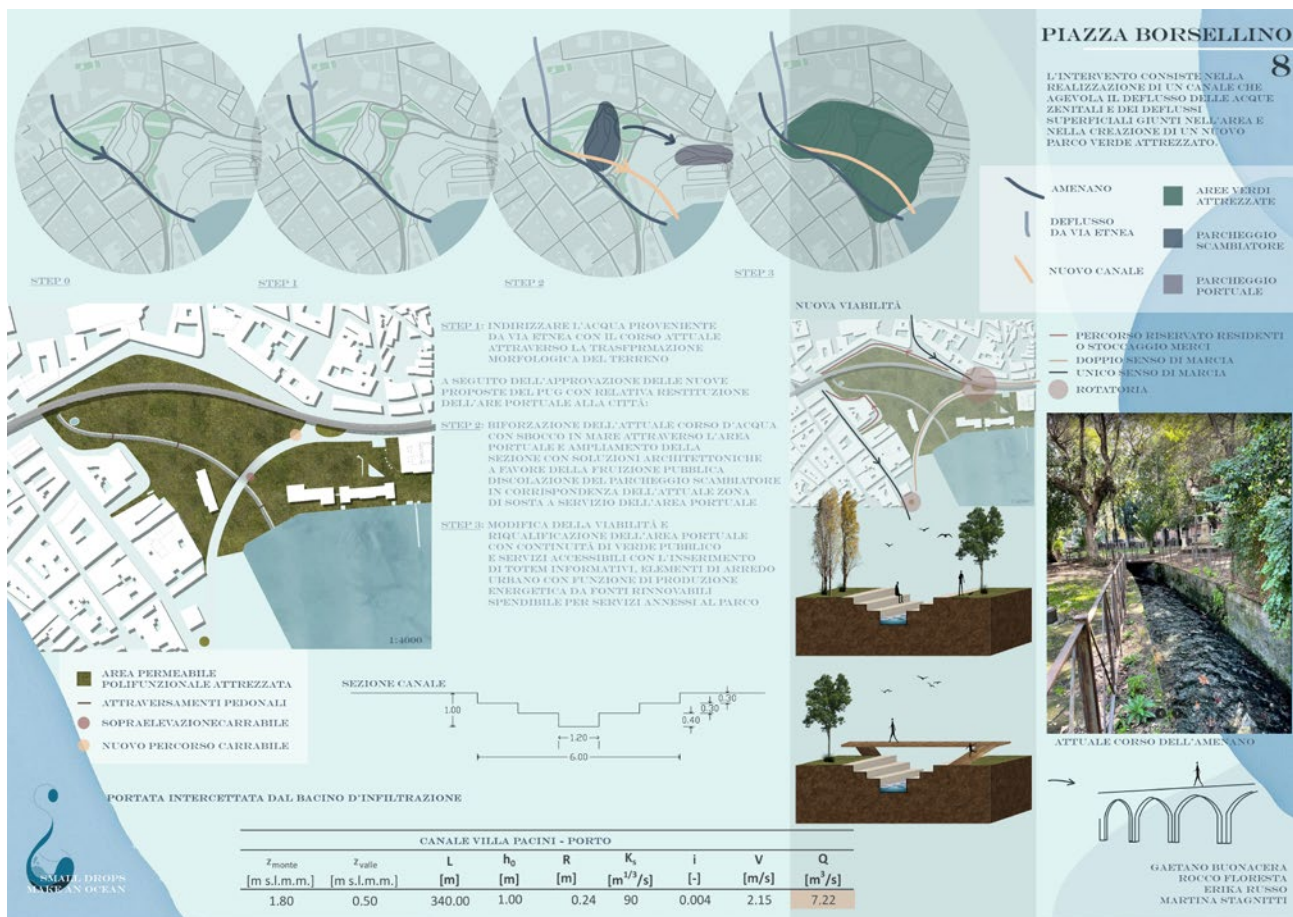 PIAZZA BORSELLINO
8
L'INTERVENTO CONSISTE NELLA
REALIZZAZIONE DI UN CANALE CHE
AGEVOLA IL DEFLUSSO DELLE ACQUE
ZENITALI E DEI DEFLUSSI
SUPERFICIALI GIUNTI NELL'AREA E
NELLA CREAZIONE DI UN NUOVO
PARCO VERDE ATTREZZATO.
AMENANO
DEFLUSSO
DA VIA ETNEA
NUOVO CANALE
AREE VERDI
ATTREZZATE
PARCHEGGIO
SCAMBIATORE
PARCHEGGIO
PORTUALE
STEP 0
STEP 1
STEP 2
STEP 3
NUOVA VIABILITÀ
PERCORSO RISERVATO RESIDENTI
O STOCCAGGIO MERCI
DOPPIO SENSO DI MARCIA
UNICO SENSO DI MARCIA
ROTATORIA
STEP 1: INDIRIZZARE L'ACQUA PROVENIENTE
DA VIA ETNEA CON IL CORSO ATTUALE
ATTRAVERSO LA TRASFPRMAZIONE
MORFOLOGICA DEL TERRENO
A SEGUITO DELL'APPROVAZIONE DELLE NUOVE
PROPOSTE DEL PUG CON RELATIVA RESTITUZIONE
DELL'ARE PORTUALE ALLA CITTÀ:
STEP 2: BIFORZAZIONE DELL'ATTUALE CORSO D'ACQUA
CON SBOCCO IN MARE ATTRAVERSO L'AREA
PORTUALE E AMPLIAMENTO DELLA
SEZIONE CON SOLUZIONI ARCHITETTONICHE
A FAVORE DELLA FRUIZIONE PUBBLICA
DISCOLAZIONE DEL PARCHEGGIO SCAMBIATORE
IN CORRISPONDENZA DELL'ATTUALE ZONA
DI SOSTA A SERVIZIO DELL'AREA PORTUALE
STEP 3: MODIFICA DELLA VIABILITÀ E
RIQUALIFICAZIONE DELL'AREA PORTUALE
CON CONTINUITÀ DI VERDE PUBBLICO
E SERVIZI ACCESSIBILI CON L'INSERIMENTO
DI TOTEM INFORMATIVI, ELEMENTI DI ARREDO
URBANO CON FUNZIONE DI PRODUZIONE
ENERGETICA DA FONTI RINNOVABILI
SPENDIBILE PER SERVIZI ANNESSI AL PARCO
1:4000
AREA PERMEABILE
POLIFUNZIONALE ATTREZZATA
ATTRAVERSAMENTI PEDONALI
SOPRAELEVAZIONECARRABILE
NUOVO PERCORSO CARRABILE
SEZIONE CANALE
1.00
1.20
6.00
0.40
0.30
0.30
ATTUALE CORSO DELL'AMENANO
PORTATA INTERCETTATA DAL BACINO D'INFILTRAZIONE
CANALE VILLA PACINI - PORTO
z monte z valle L h0 R Ks i V Q
[m s.l.m.m.] [m s.l.m.m.] [m] [m] [m] [m1/3/s] [-] [m/s] [m3/s]
1.80 0.50 340.00 1.00 0.24 90 0.004 2.15 7.22
SMALL DROPS
MAKE AN OCEAN
GAETANO BUONACERA
ROCCO FLORESTA
ERIKA RUSSO
MARTINA STAGNITTI